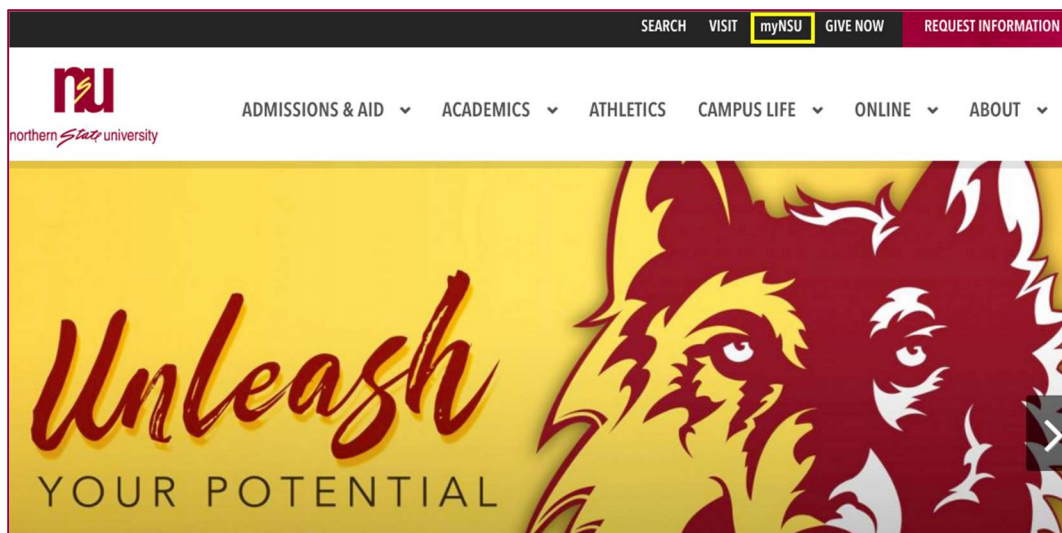 SEARCH VISIT myNSU GIVE NOW REQUEST INFORMATION
nsu
northern State university
ADMISSIONS & AID ACADEMICS ATHLETICS CAMPUS LIFE ONLINE ABOUT
Unleash
YOUR POTENTIAL